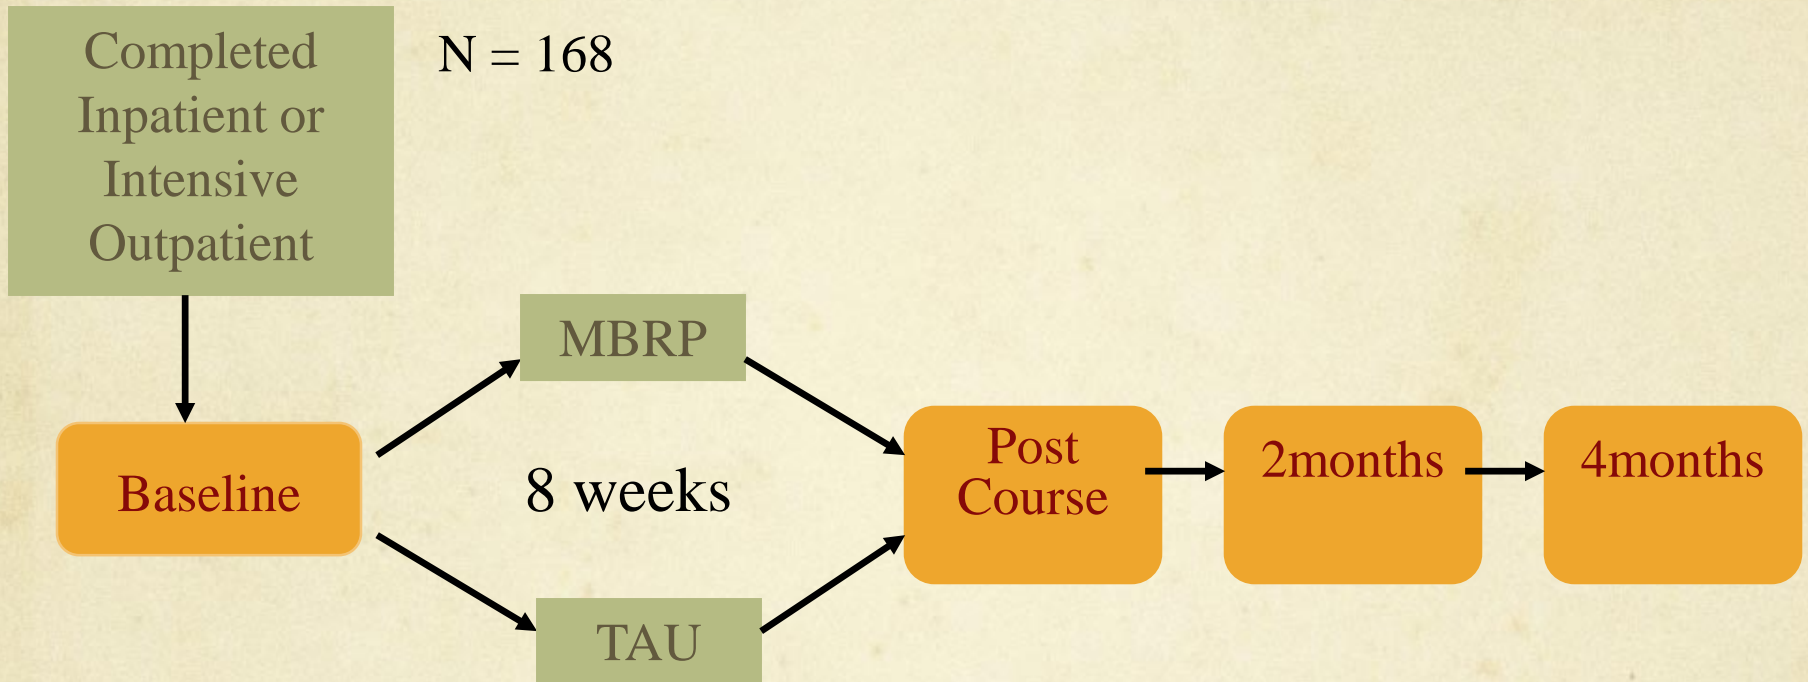 Completed
Inpatient or
Intensive
Outpatient
N = 168
MBRP
Baseline
8 weeks
Post
Course
2months
4months
TAU